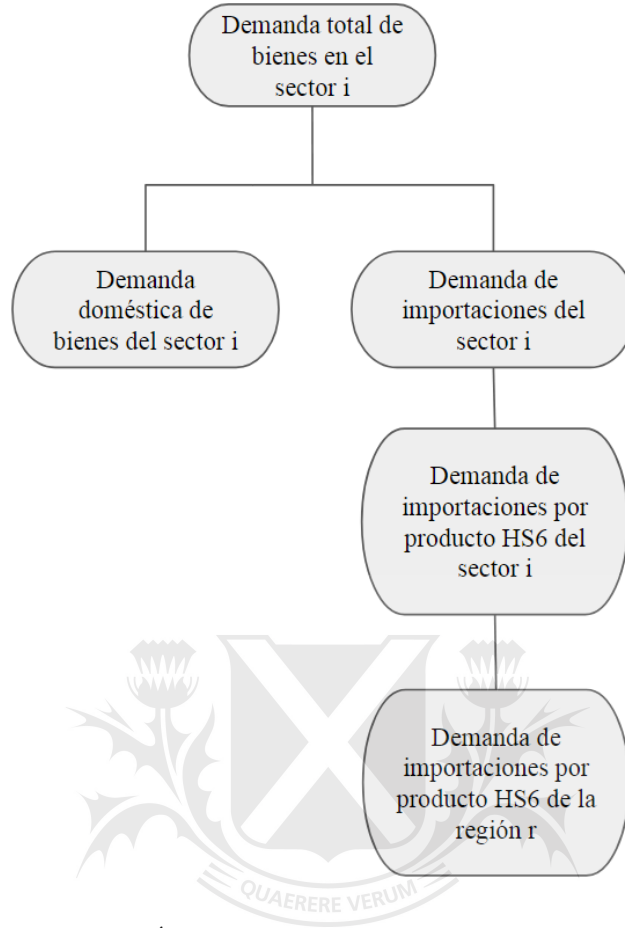 Demanda total de
bienes en el
sector i
Demanda
doméstica de
bienes del sector i
Demanda de
importaciones del
sector i
Demanda de
importaciones por
producto HS6 del
sector i
Demanda de
importaciones por
producto HS6 de la
región r
QUAERERE VERUM